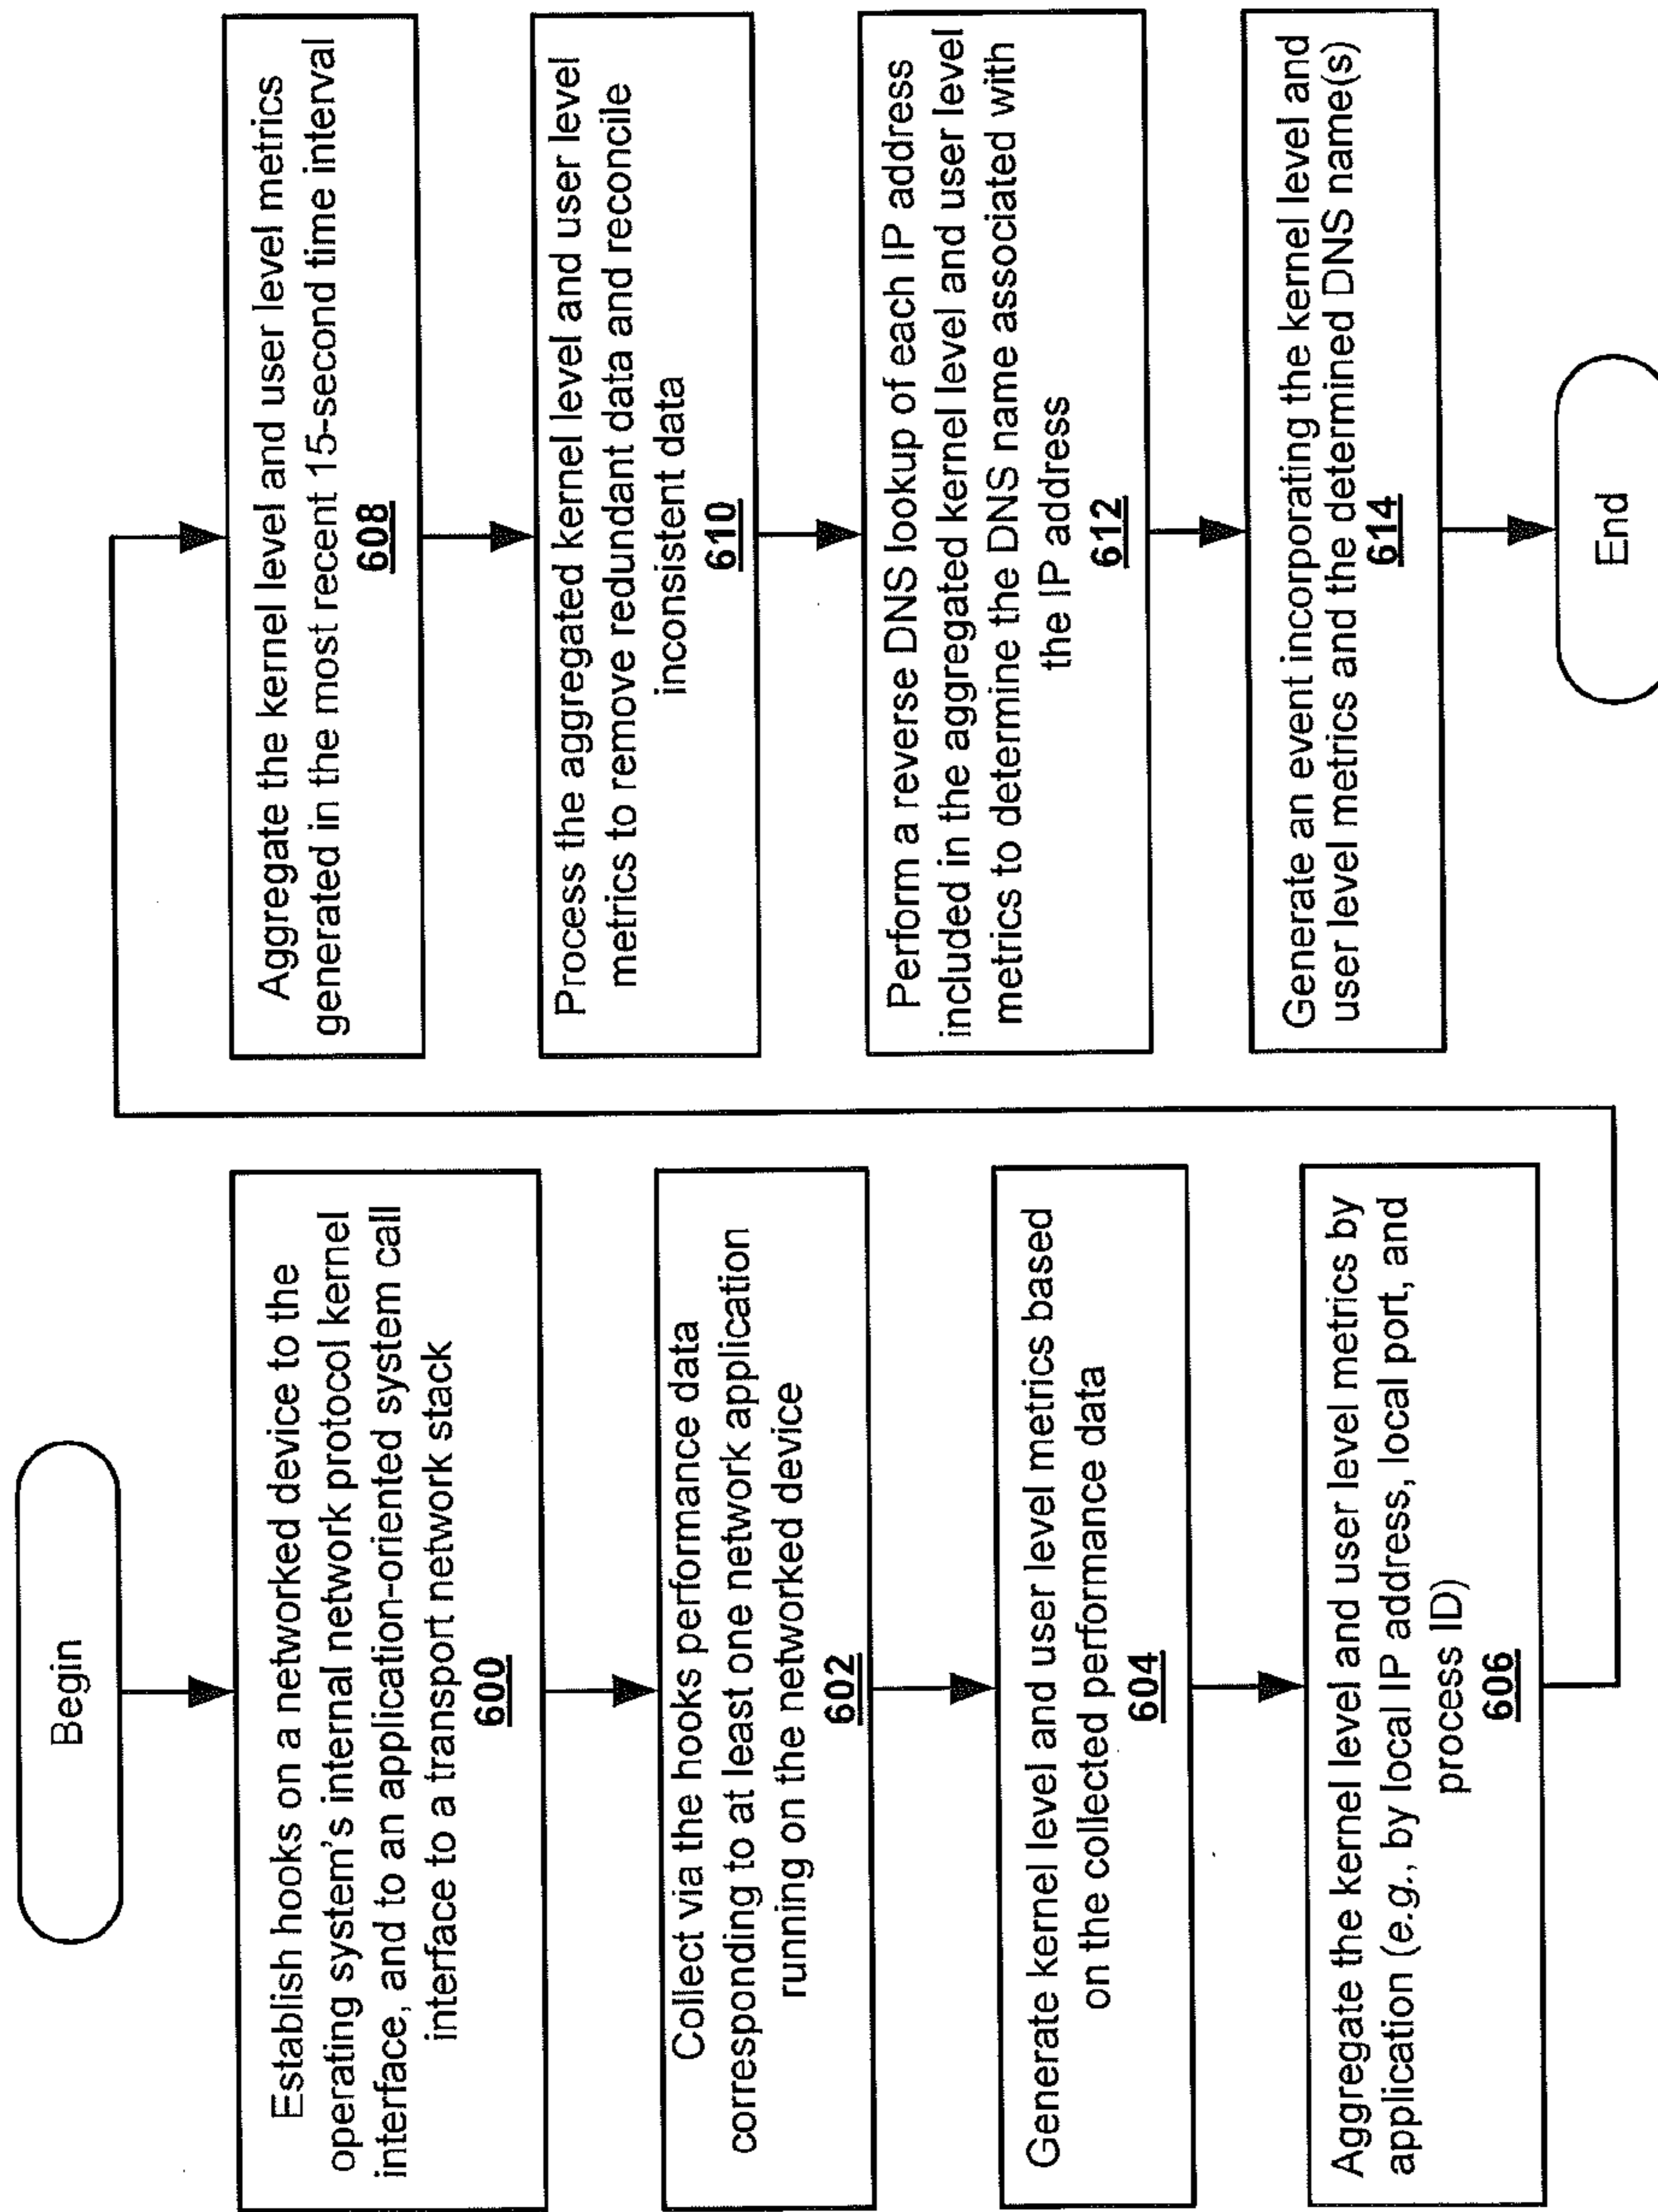 Begin
Establish hooks on a networked device to the
operating system's internal network protocol kernel
interface, and to an application-oriented system call
interface to a transport network stack
600
Collect via the hooks performance data
corresponding to at least one network application
running on the networked device
602
Generate kernel level and user level metrics based
on the collected performance data
604
Aggregate the kernel level and user level metrics by
application (e.g., by local IP address, local port, and
process ID)
606
Aggregate the kernel level and user level metrics
generated in the most recent 15-second time interval
608
Process the aggregated kernel level and user level
metrics to remove redundant data and reconcile
inconsistent data
610
Perform a reverse DNS lookup of each IP address
included in the aggregated kernel level and user level
metrics to determine the DNS name associated with
the IP address
612
Generate an event incorporating the kernel level and
user level metrics and the determined DNS name(s)
614
End